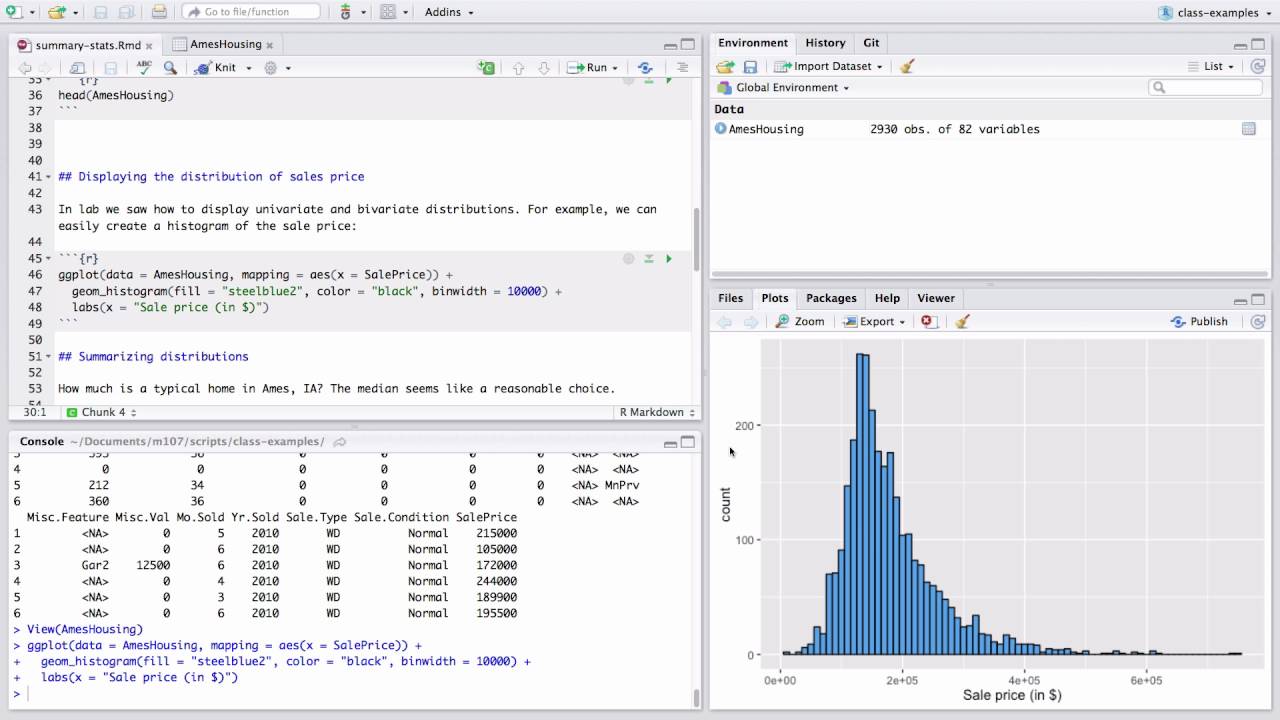 Go to file/function
Addins
class-examples
summary-stats.Rmd
AmesHousing
ABC
Knit
Run
35 {r}
36 head(AmesHousing)
37 ```
38
39
40
41 ## Displaying the distribution of sales price
42
43 In lab we saw how to display univariate and bivariate distributions. For example, we can
easily create a histogram of the sale price:
44
45 ```{r}
46 ggplot(data = AmesHousing, mapping = aes(x = SalePrice)) +
47 geom_histogram(fill = "steelblue2", color = "black", binwidth = 10000) +
48 labs(x = "Sale price (in $)")
49 ```
50
51 ## Summarizing distributions
52
53 How much is a typical home in Ames, IA? The median seems like a reasonable choice.
54
30:1 Chunk 4 R Markdown
Console ~/Documents/m107/scripts/class-examples/
3 393 36 0 0 0 0 <NA> <NA>
4 0 0 0 0 0 0 <NA> <NA>
5 212 34 0 0 0 0 <NA> MnPrv
6 360 36 0 0 0 0 <NA> <NA>
Misc.Feature Misc.Val Mo.Sold Yr.Sold Sale.Type Sale.Condition SalePrice
1 <NA> 0 5 2010 WD Normal 215000
2 <NA> 0 6 2010 WD Normal 105000
3 Gar2 12500 6 2010 WD Normal 172000
4 <NA> 0 4 2010 WD Normal 244000
5 <NA> 0 3 2010 WD Normal 189900
6 <NA> 0 6 2010 WD Normal 195500
> View(AmesHousing)
> ggplot(data = AmesHousing, mapping = aes(x = SalePrice)) +
+ geom_histogram(fill = "steelblue2", color = "black", binwidth = 10000) +
+ labs(x = "Sale price (in $)")
>
Environment History Git
Import Dataset List
Global Environment
Data
AmesHousing 2930 obs. of 82 variables
Files Plots Packages Help Viewer
Zoom Export Publish
200
100
0
count
0e+00 2e+05 4e+05 6e+05
Sale price (in $)